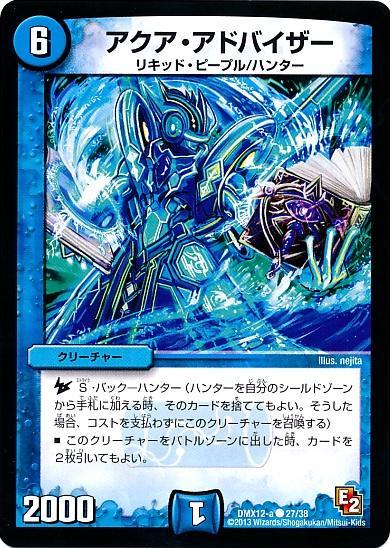 6
アクア・アドバイザー
リキッド・ピープル/ハンター
クリーチャー
Illus. nejita
S・バック―ハンター(ハンターを自分のシールドゾーン
から手札に加える時、そのカードを捨ててもよい。そうした
場合、コストを支払わずにこのクリーチャーを召喚する)
■ このクリーチャーをバトルゾーンに出した時、カードを
2枚引いてもよい。
2000
1
DMX12-a ● 27/38
©2013 Wizards/Shogakukan/Mitsui-Kids
E2